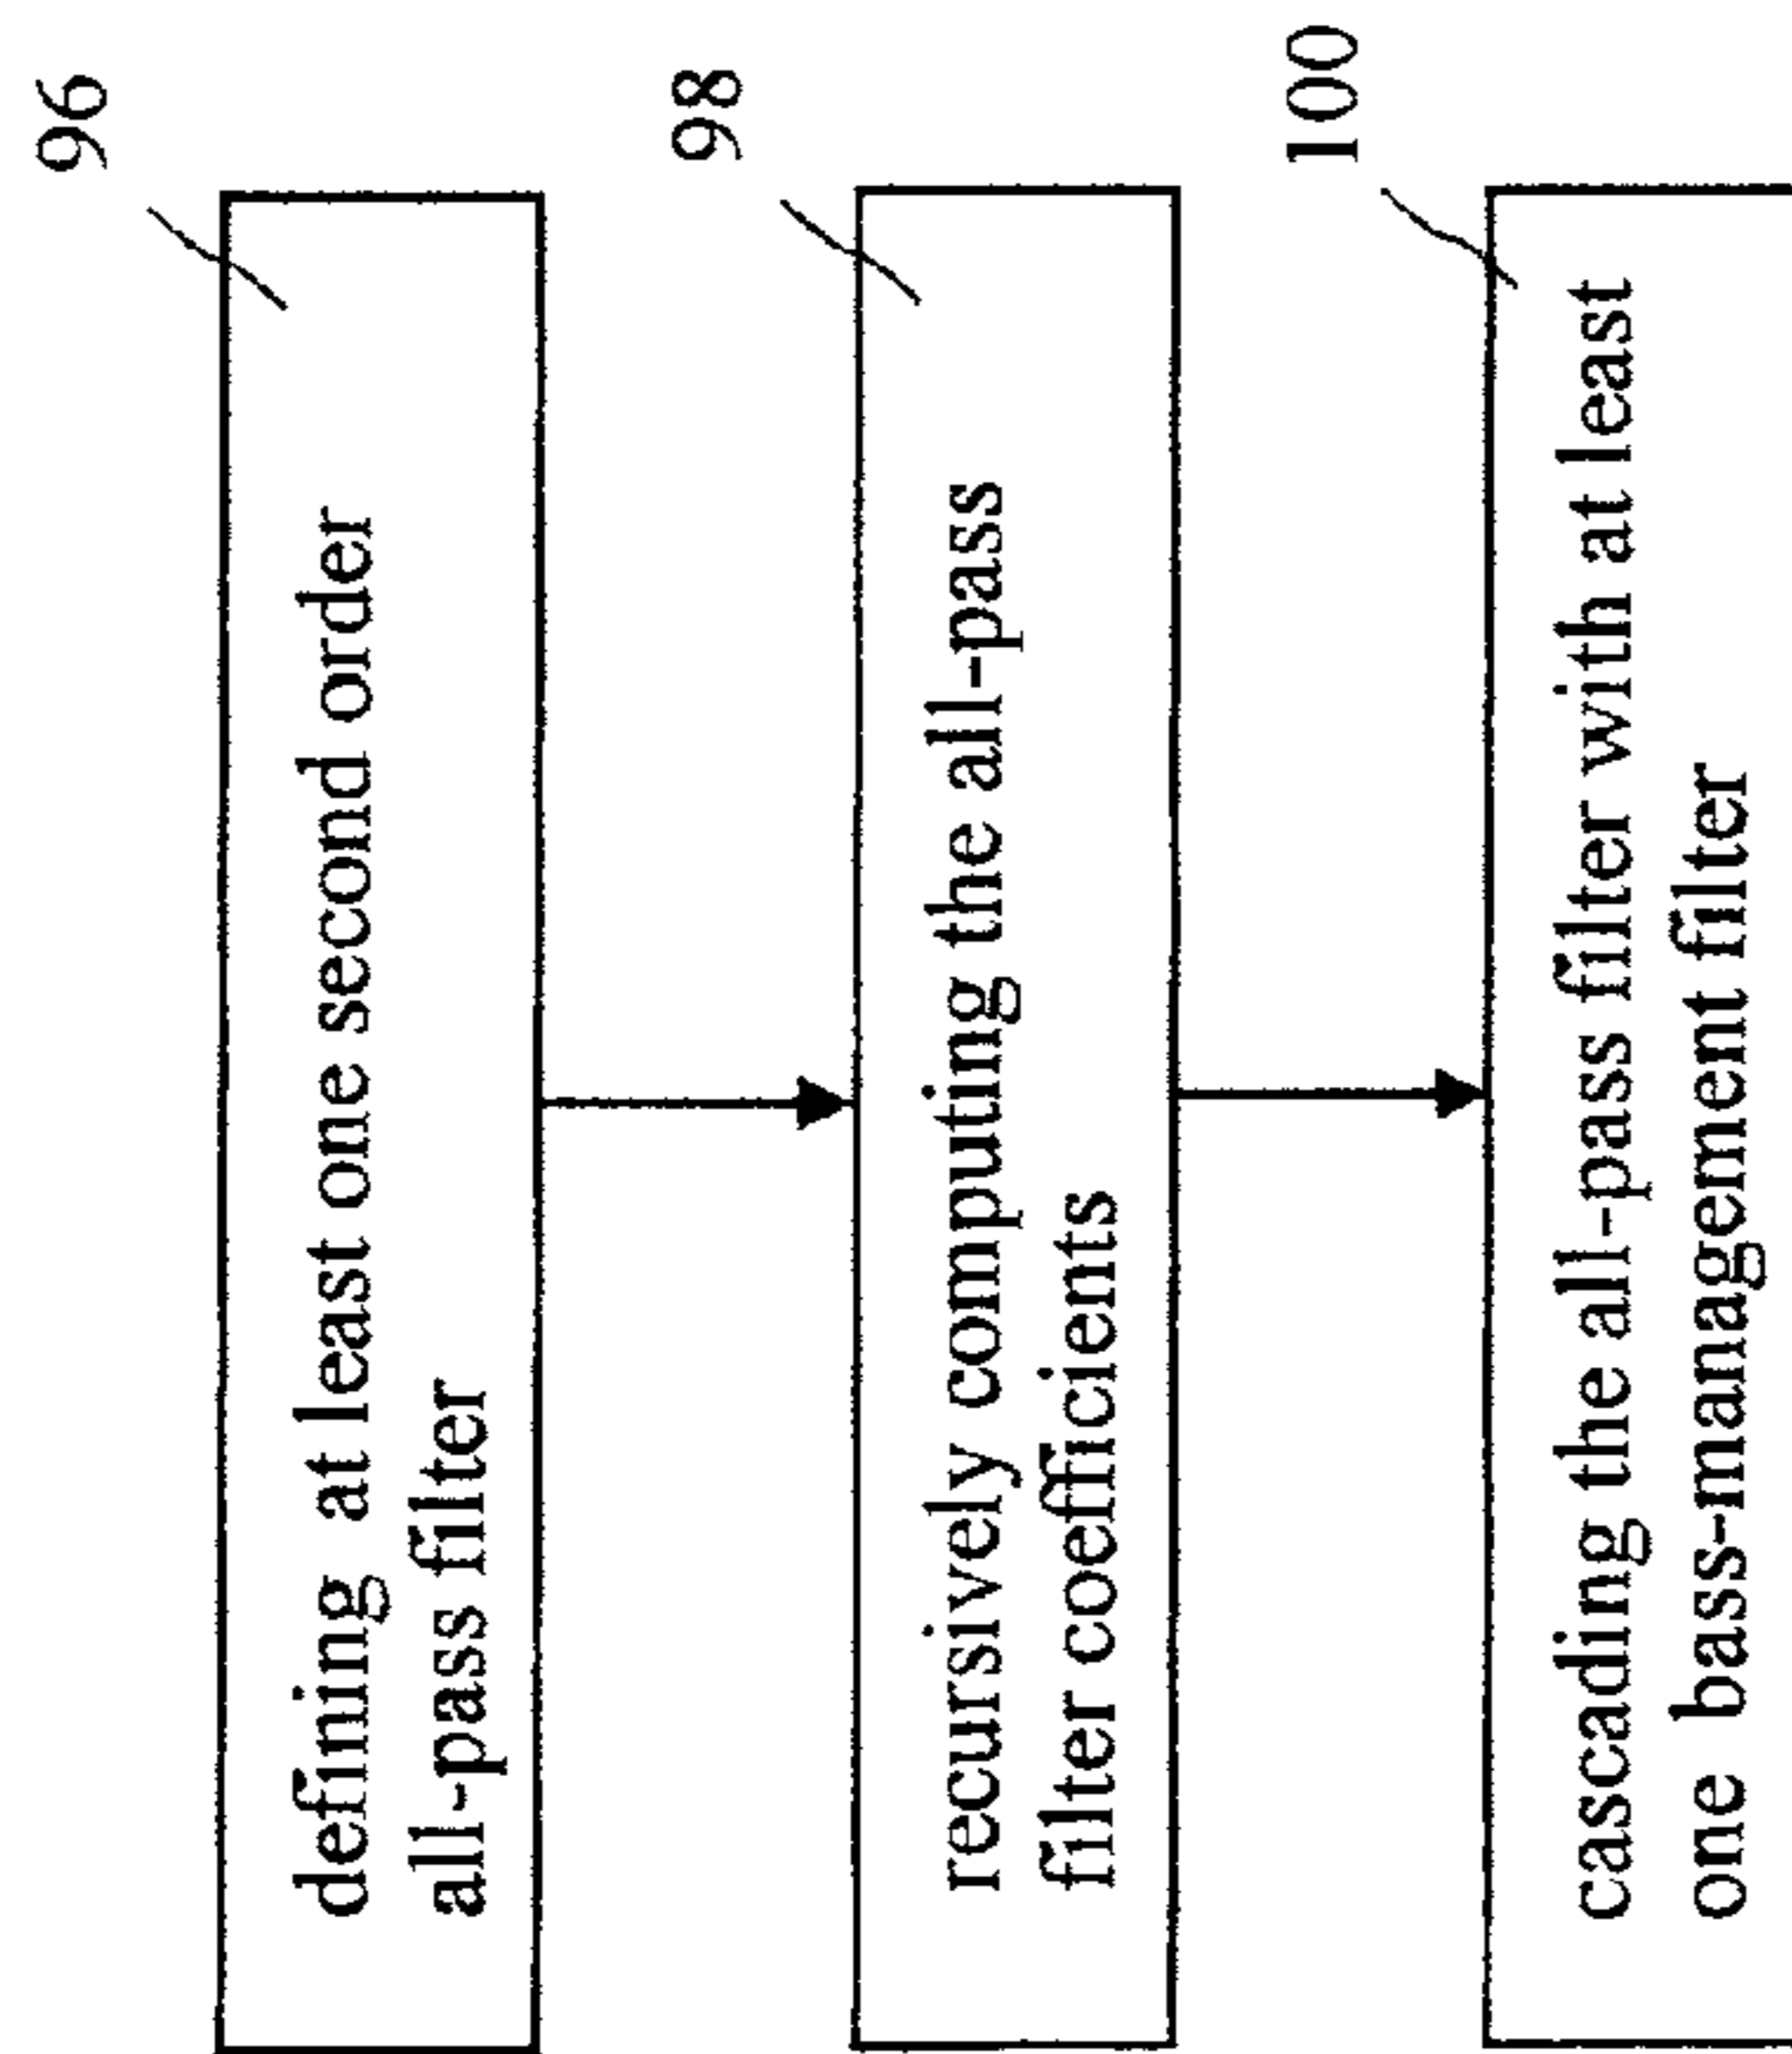 96
defining at least one second order
all-pass filter
98
recursively computing the all-pass
filter coefficients
100
cascading the all-pass filter with at least
one bass-management filter